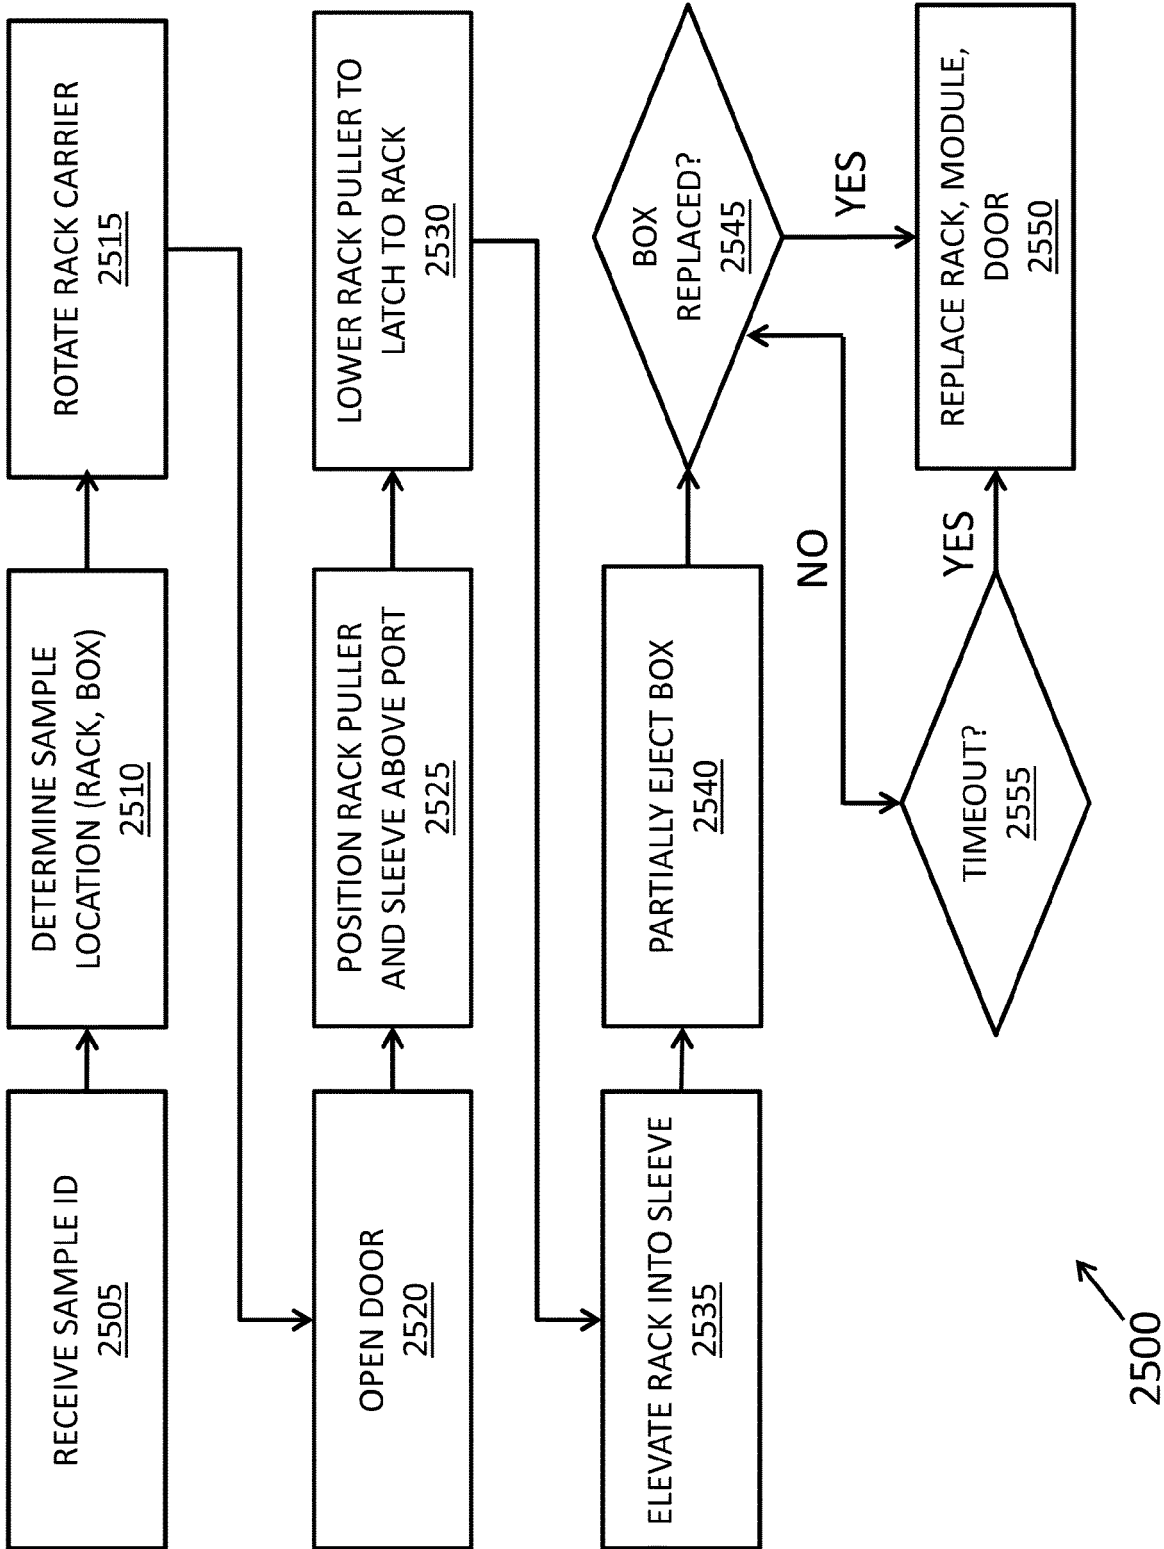 RECEIVE SAMPLE ID
2505
DETERMINE SAMPLE
LOCATION (RACK, BOX)
2510
ROTATE RACK CARRIER
2515
OPEN DOOR
2520
POSITION RACK PULLER
AND SLEEVE ABOVE PORT
2525
LOWER RACK PULLER TO
LATCH TO RACK
2530
ELEVATE RACK INTO SLEEVE
2535
PARTIALLY EJECT BOX
2540
BOX
REPLACED?
2545
NO
YES
TIMEOUT?
2555
YES
REPLACE RACK, MODULE,
DOOR
2550
2500